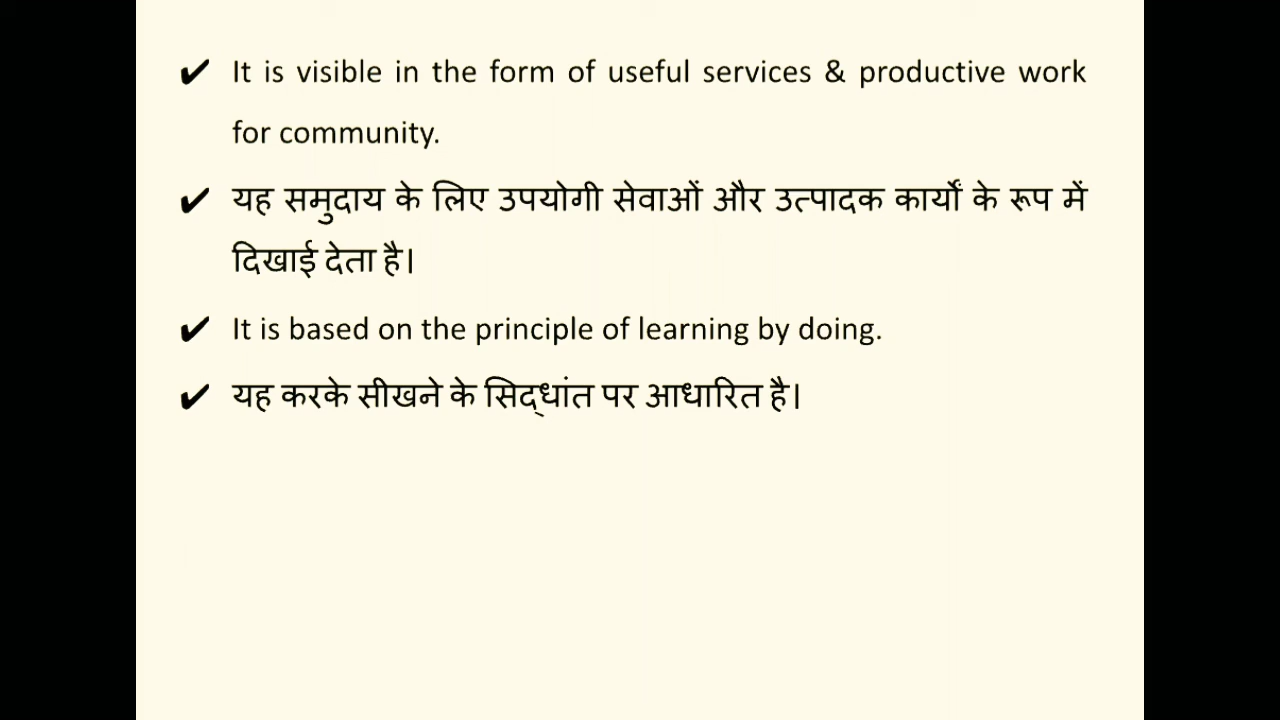 ✔ It is visible in the form of useful services & productive work
for community.
✔ यह समुदाय के लिए उपयोगी सेवाओं और उत्पादक कार्यों के रूप में
दिखाई देता है।
✔ It is based on the principle of learning by doing.
✔ यह करके सीखने के सिद्धांत पर आधारित है।